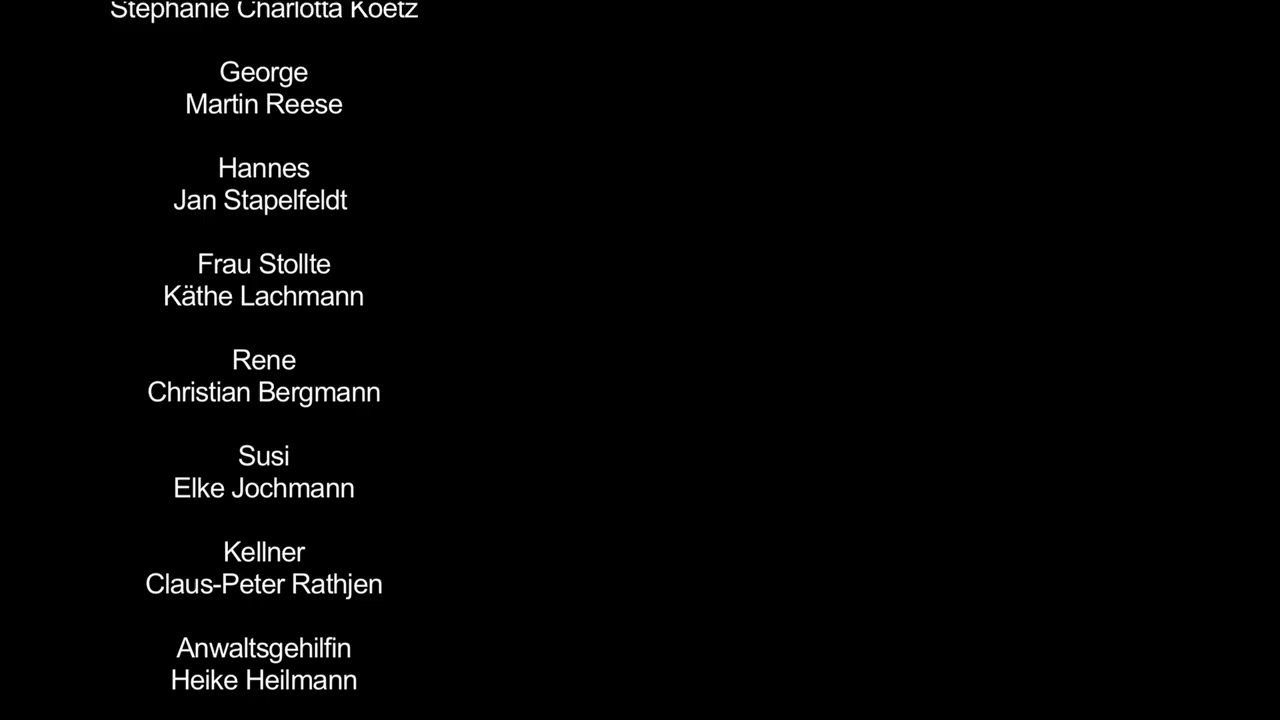 Stephanie Charlotta Koetz
George
Martin Reese
Hannes
Jan Stapelfeldt
Frau Stollte
Käthe Lachmann
Rene
Christian Bergmann
Susi
Elke Jochmann
Kellner
Claus-Peter Rathjen
Anwaltsgehilfin
Heike Heilmann